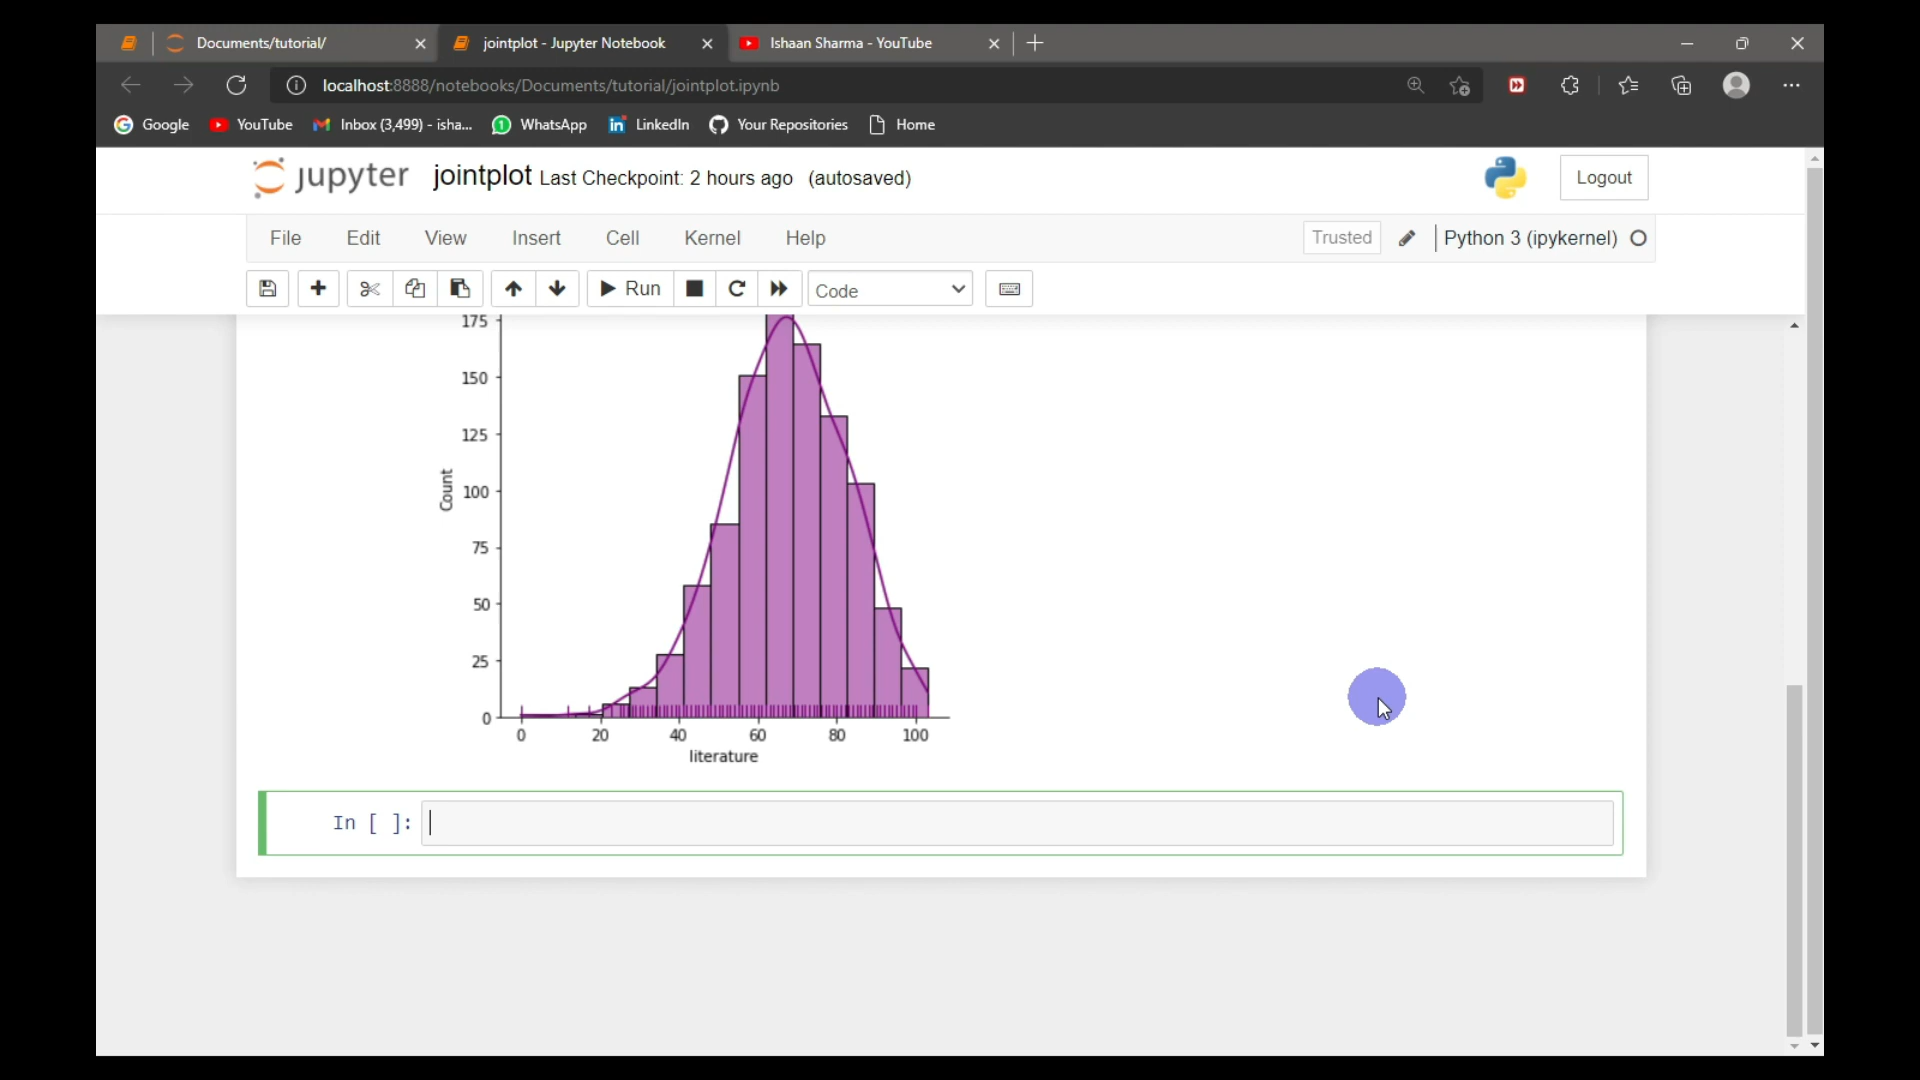 Documents/tutorial/
jointplot - Jupyter Notebook
Ishaan Sharma - YouTube
localhost:8888/notebooks/Documents/tutorial/jointplot.ipynb
Google
YouTube
Inbox (3,499) - isha...
WhatsApp
LinkedIn
Your Repositories
Home
jupyter
jointplot Last Checkpoint: 2 hours ago (autosaved)
Logout
File
Edit
View
Insert
Cell
Kernel
Help
Trusted
Python 3 (ipykernel)
Run
Code
175
150
125
100
75
50
25
0
Count
0
20
40
60
80
100
literature
In [ ]: